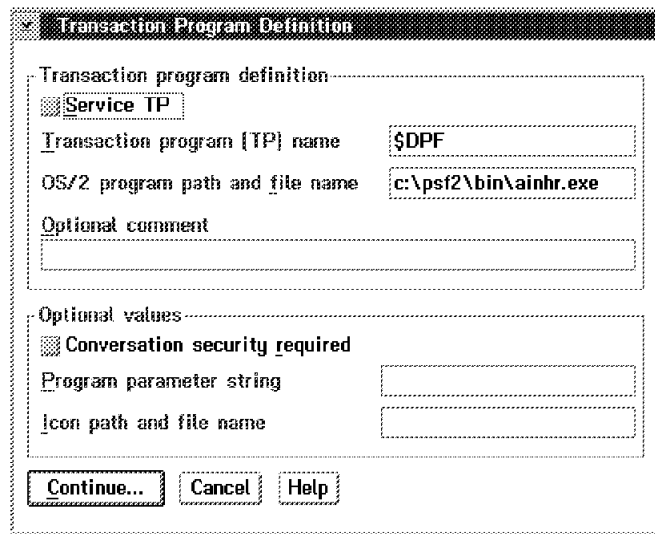 Transaction Program Definition
Transaction program definition
Service TP
Transaction program (TP) name $DPF
OS/2 program path and file name c:\psf2\bin\ainhr.exe
Optional comment
Optional values
Conversation security required
Program parameter string
Icon path and file name
Continue... Cancel Help